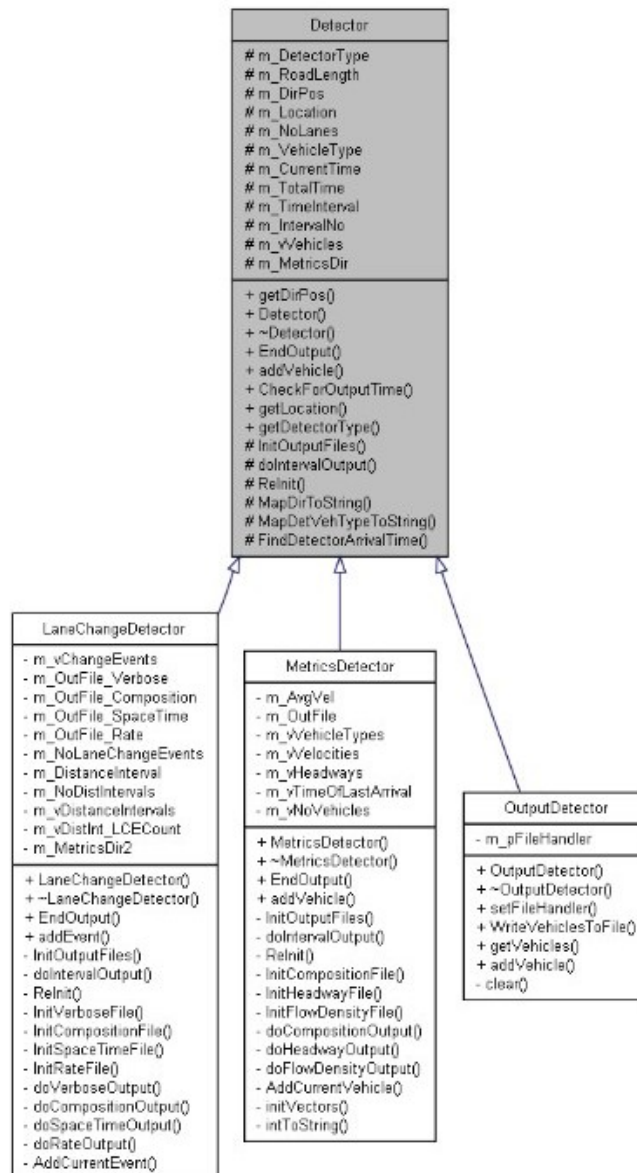 Detector
# m_DetectorType
# m_RoadLength
# m_DirPos
# m_Location
# m_NoLanes
# m_VehicleType
# m_CurrentTime
# m_TotalTime
# m_TimeInterval
# m_IntervalNo
# m_vVehicles
# m_MetricsDir
+ getDirPos()
+ Detector()
+ ~Detector()
+ EndOutput()
+ addVehicle()
+ CheckForOutputTime()
+ getLocation()
+ getDetectorType()
# InitOutputFiles()
# doIntervalOutput()
# ReInit()
# MapDirToString()
# MapDetVehTypeToString()
# FindDetectorArrivalTime()
LaneChangeDetector
- m_vChangeEvents
- m_OutFile_Verbose
- m_OutFile_Composition
- m_OutFile_SpaceTime
- m_OutFile_Rate
- m_NoLaneChangeEvents
- m_DistanceInterval
- m_NoDistIntervals
- m_vDistanceIntervals
- m_vDistInt_LCECount
- m_MetricsDir2
+ LaneChangeDetector()
+ ~LaneChangeDetector()
+ EndOutput()
+ addEvent()
- InitOutputFiles()
- doIntervalOutput()
- ReInit()
- InitVerboseFile()
- InitCompositionFile()
- InitSpaceTimeFile()
- InitRateFile()
- doVerboseOutput()
- doCompositionOutput()
- doSpaceTimeOutput()
- doRateOutput()
- AddCurrentEvent()
MetricsDetector
- m_AvgVel
- m_OutFile
- m_vVehicleTypes
- m_vVelocities
- m_vHeadways
- m_vTimeOfLastArrival
- m_vNoVehicles
+ MetricsDetector()
+ ~MetricsDetector()
+ EndOutput()
+ addVehicle()
- InitOutputFiles()
- doIntervalOutput()
- ReInit()
- InitCompositionFile()
- InitHeadwayFile()
- InitFlowDensityFile()
- doCompositionOutput()
- doHeadwayOutput()
- doFlowDensityOutput()
- AddCurrentVehicle()
- initVectors()
- intToString()
OutputDetector
- m_pFileHandler
+ OutputDetector()
+ ~OutputDetector()
+ setFileHandler()
+ WriteVehiclesToFile()
+ getVehicles()
+ addVehicle()
- clear()